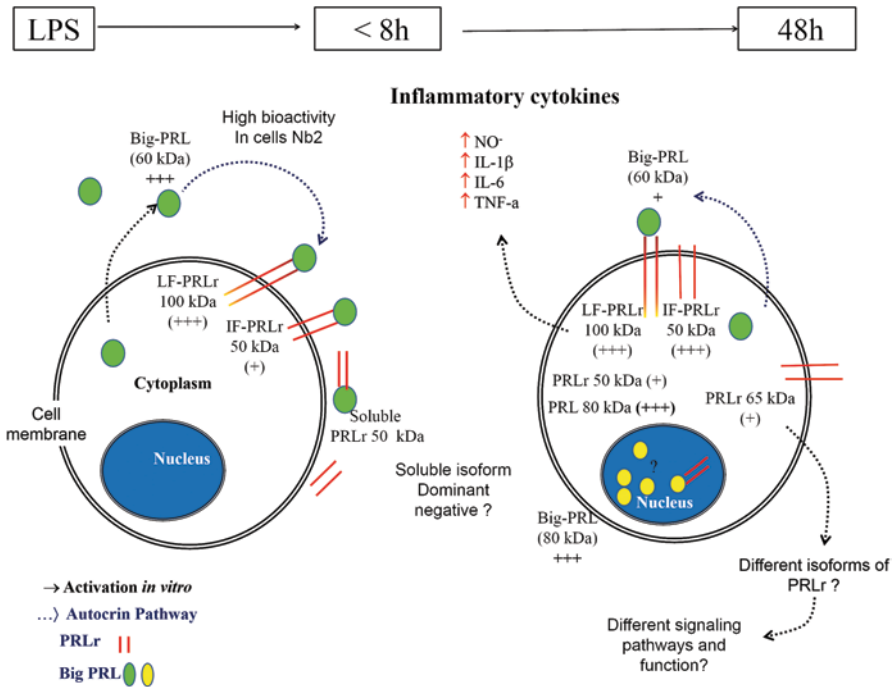 LPS
< 8h
48h
Inflammatory cytokines
High bioactivity
In cells Nb2
Big-PRL
(60 kDa)
+++
LF-PRLr
100 kDa
(+++)
IF-PRLr
50 kDa
(+)
Cytoplasm
Cell
membrane
Nucleus
Soluble
PRLr 50 kDa
Soluble isoform
Dominant
negative ?
↑ NO-
↑ IL-1β
↑ IL-6
↑ TNF-a
Big-PRL
(60 kDa)
+
LF-PRLr
100 kDa
(+++)
IF-PRLr
50 kDa
(+++)
PRLr 50 kDa (+)
PRL 80 kDa (+++)
PRLr 65 kDa
(+)
?
Nucleus
Big-PRL
(80 kDa)
+++
Different isoforms of
PRLr ?
Different signaling
pathways and
function?
→ Activation in vitro
...〉 Autocrin Pathway
PRLr
Big PRL